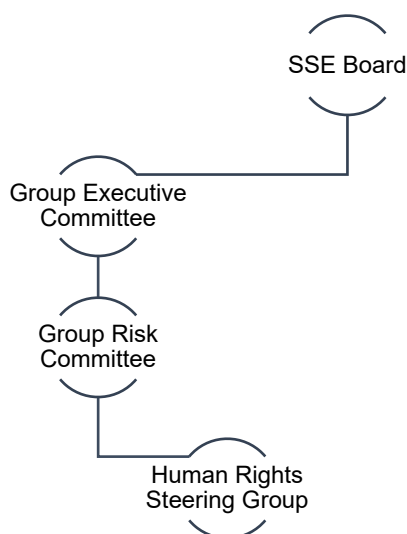 SSE Board
Group Executive
Committee
Group Risk
Committee
Human Rights
Steering Group